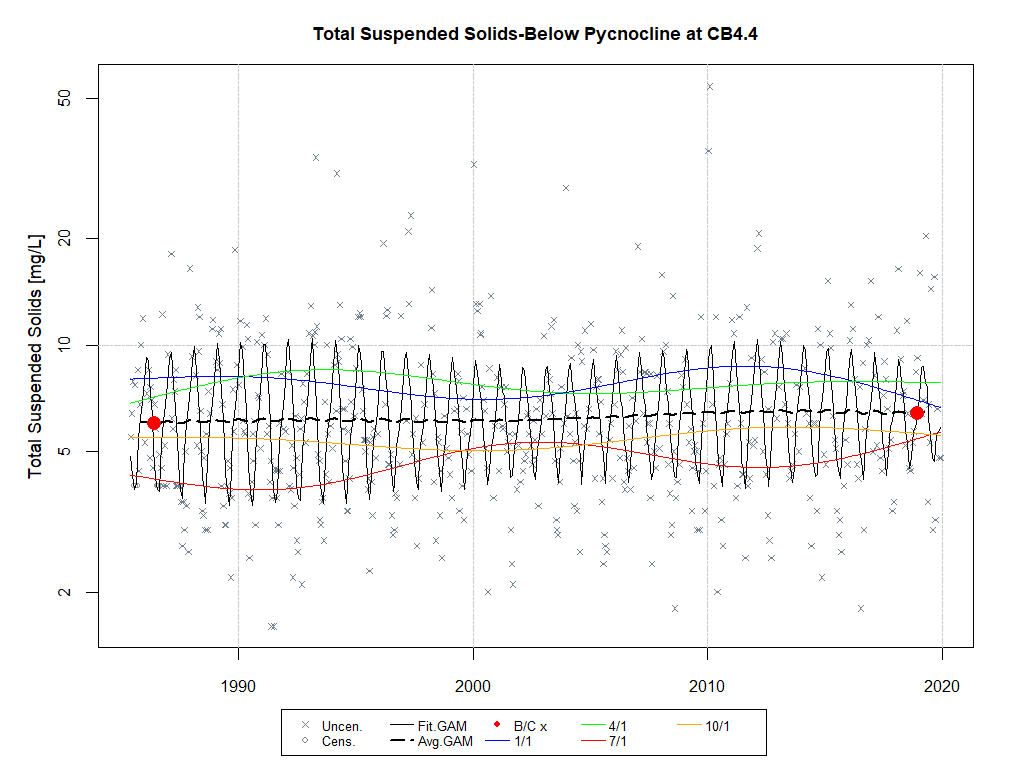 Total Suspended Solids-Below Pycnocline at CB4.4
Total Suspended Solids [mg/L]
50
20
10
5
2
1990 2000 2010 2020
Uncen. Fit.GAM B/C x 4/1 10/1
Cens. Avg.GAM 1/1 7/1